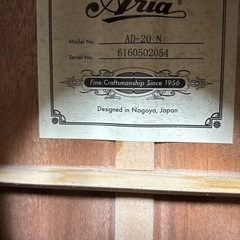 Aria®
Model No. AD-20 N
Serial No. 6160502054
Fine Craftsmanship Since 1956
Designed in Nagoya, Japan